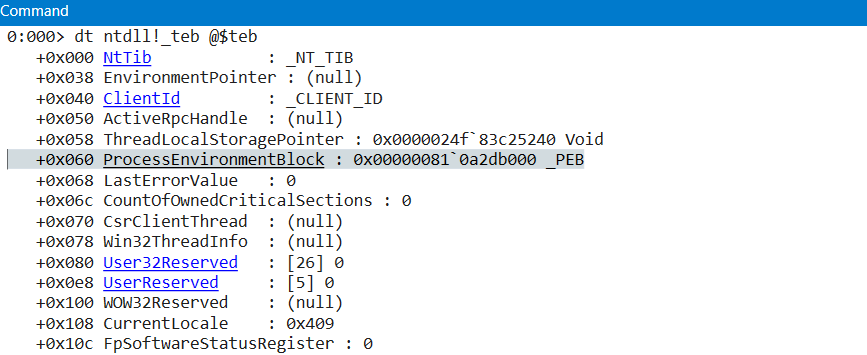 Command
0:000> dt ntdll!_teb @$teb
+0x000 NtTib : _NT_TIB
+0x038 EnvironmentPointer : (null)
+0x040 ClientId : _CLIENT_ID
+0x050 ActiveRpcHandle : (null)
+0x058 ThreadLocalStoragePointer : 0x0000024f`83c25240 Void
+0x060 ProcessEnvironmentBlock : 0x00000081`0a2db000 _PEB
+0x068 LastErrorValue : 0
+0x06c CountOfOwnedCriticalSections : 0
+0x070 CsrClientThread : (null)
+0x078 Win32ThreadInfo : (null)
+0x080 User32Reserved : [26] 0
+0x0e8 UserReserved : [5] 0
+0x100 WOW32Reserved : (null)
+0x108 CurrentLocale : 0x409
+0x10c FpSoftwareStatusRegister : 0